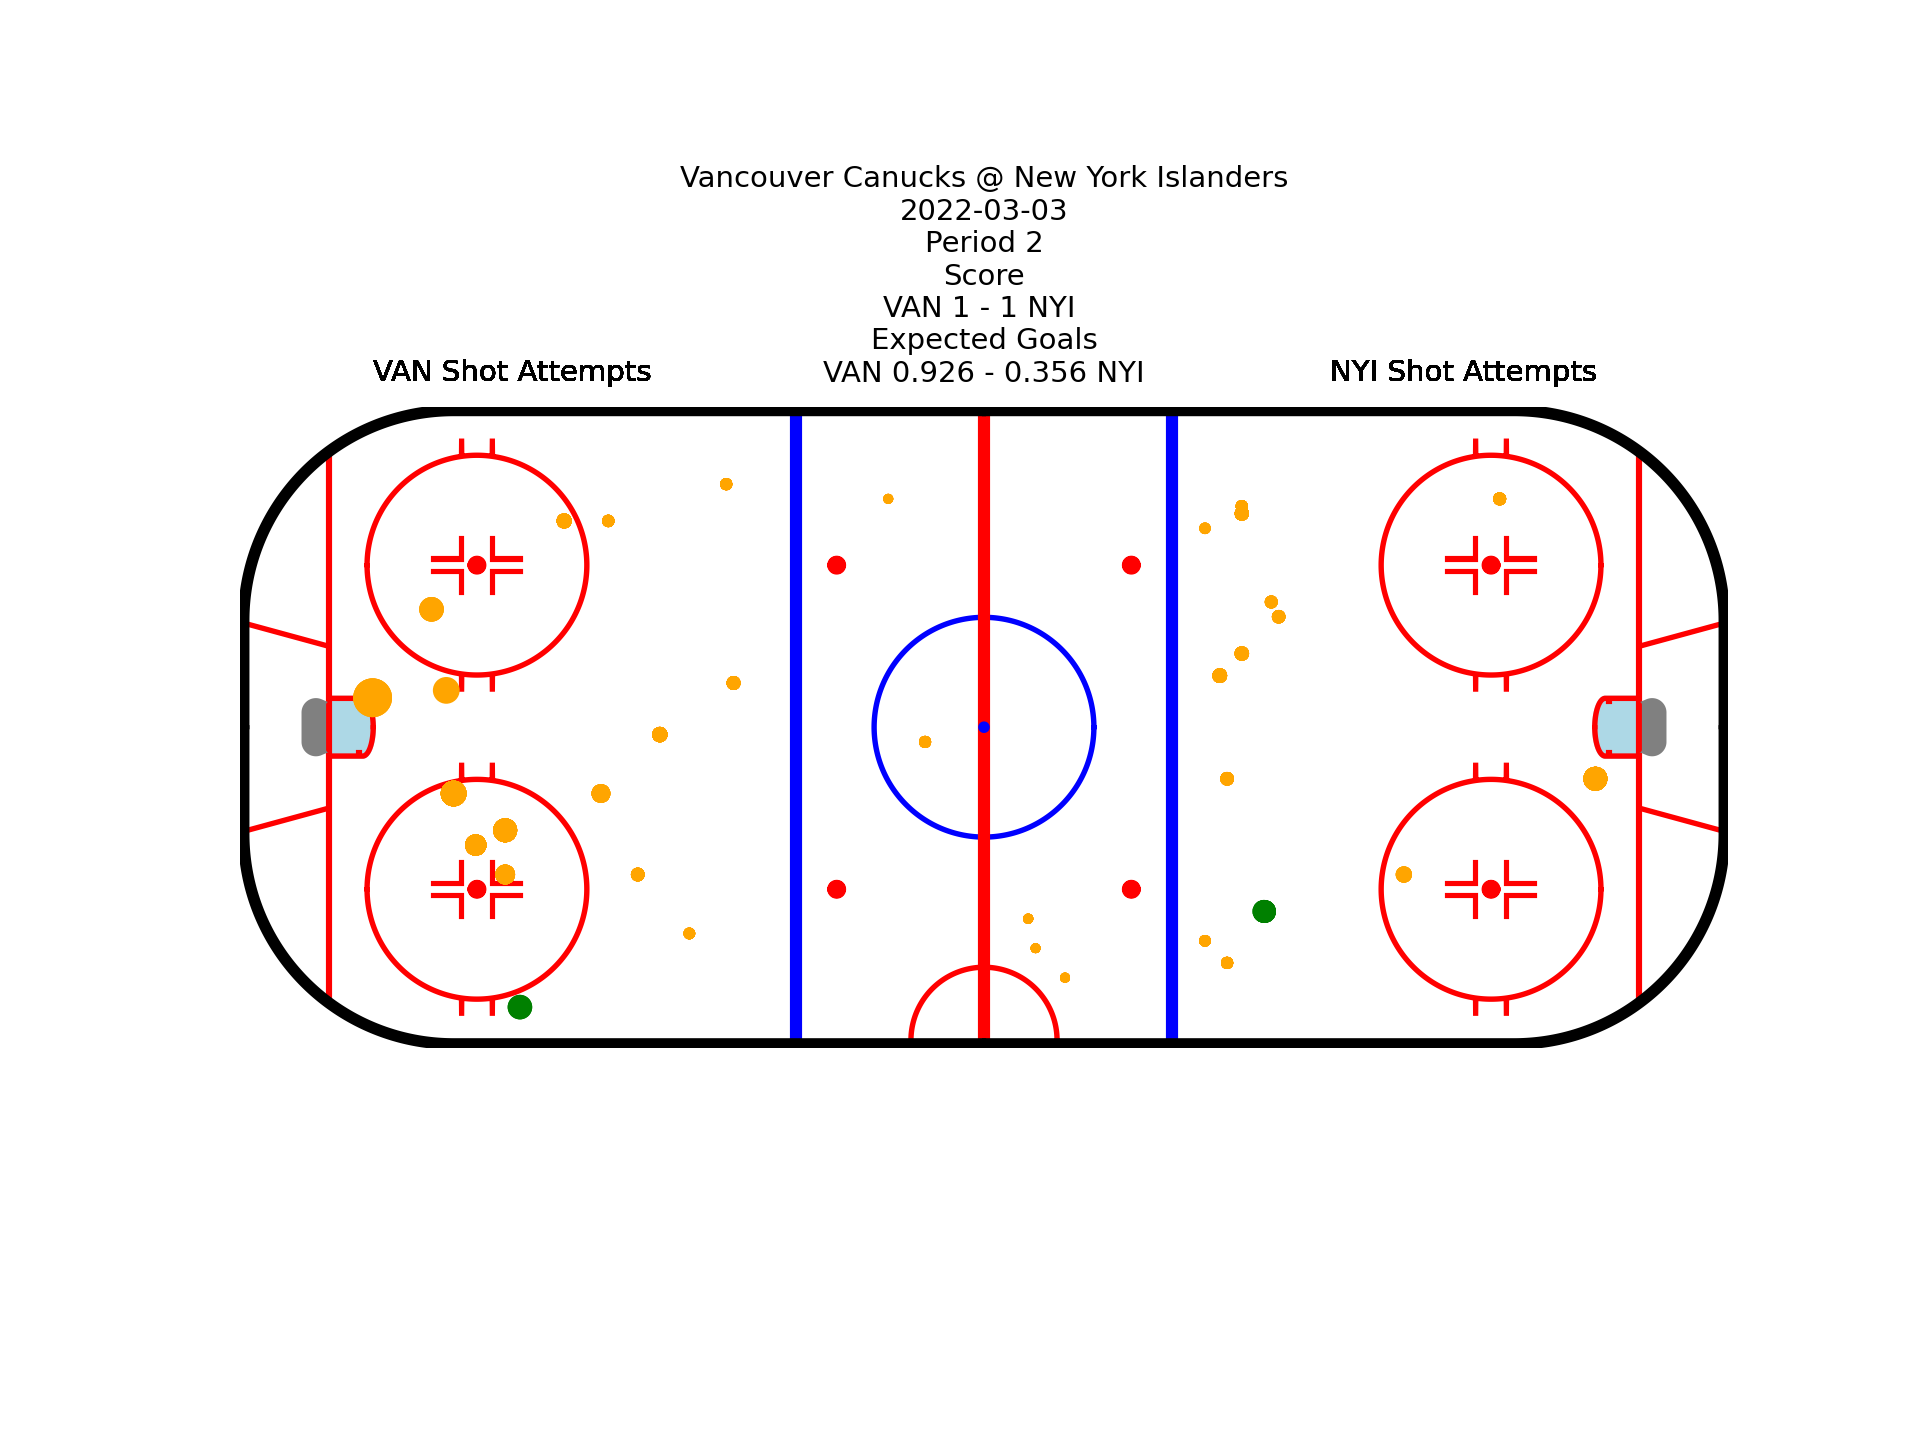 Vancouver Canucks @ New York Islanders
2022-03-03
Period 2
Score
VAN 1 - 1 NYI
Expected Goals
VAN 0.926 - 0.356 NYI
VAN Shot Attempts
NYI Shot Attempts